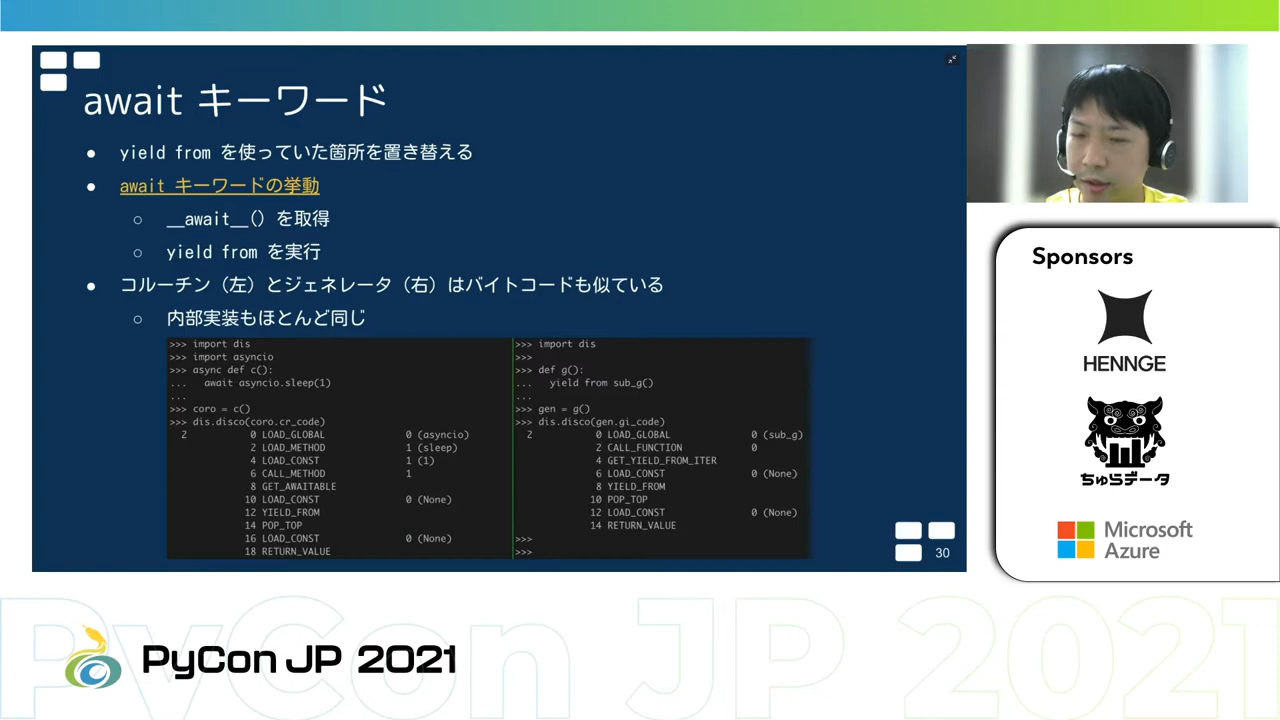 await キーワード
● yield from を使っていた箇所を置き替える
● await キーワードの挙動
○ __await__() を取得
○ yield from を実行
● コルーチン（左）とジェネレータ（右）はバイトコードも似ている
○ 内部実装もほとんど同じ
>>> import dis
>>> import asyncio
>>> async def c():
...   await asyncio.sleep(1)
...
>>> coro = c()
>>> dis.disco(coro.cr_code)
2 0 LOAD_GLOBAL 0 (asyncio)
2 LOAD_METHOD 1 (sleep)
4 LOAD_CONST 1 (1)
6 CALL_METHOD 1
8 GET_AWAITABLE
10 LOAD_CONST 0 (None)
12 YIELD_FROM
14 POP_TOP
16 LOAD_CONST 0 (None)
18 RETURN_VALUE
>>> import dis
>>>
>>> def g():
...   yield from sub_g()
...
>>> gen = g()
>>> dis.disco(gen.gi_code)
2 0 LOAD_GLOBAL 0 (sub_g)
2 CALL_FUNCTION 0
4 GET_YIELD_FROM_ITER
6 LOAD_CONST 0 (None)
8 YIELD_FROM
10 POP_TOP
12 LOAD_CONST 0 (None)
14 RETURN_VALUE
>>>
>>>
30
Sponsors
HENNGE
ちゅらデータ
Microsoft
Azure
PyCon JP 2021
PyCon JP 2021